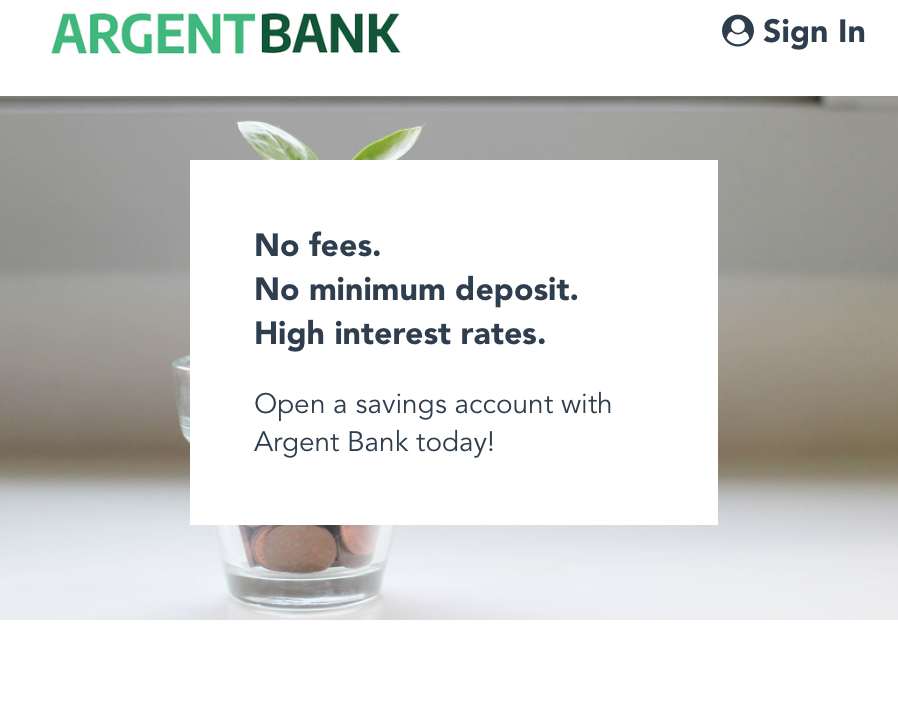 ARGENTBANK
Sign In
No fees.
No minimum deposit.
High interest rates.
Open a savings account with
Argent Bank today!